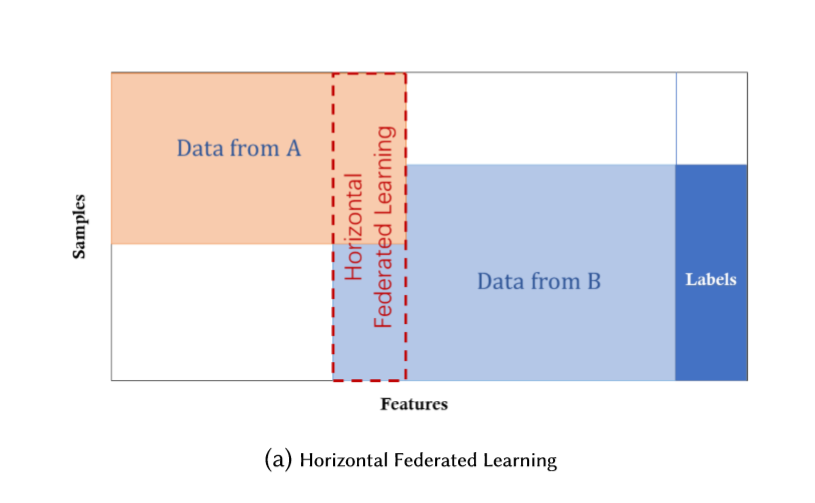 Data from A
Horizontal
Federated Learning
Samples
Data from B
Labels
Features
(a) Horizontal Federated Learning